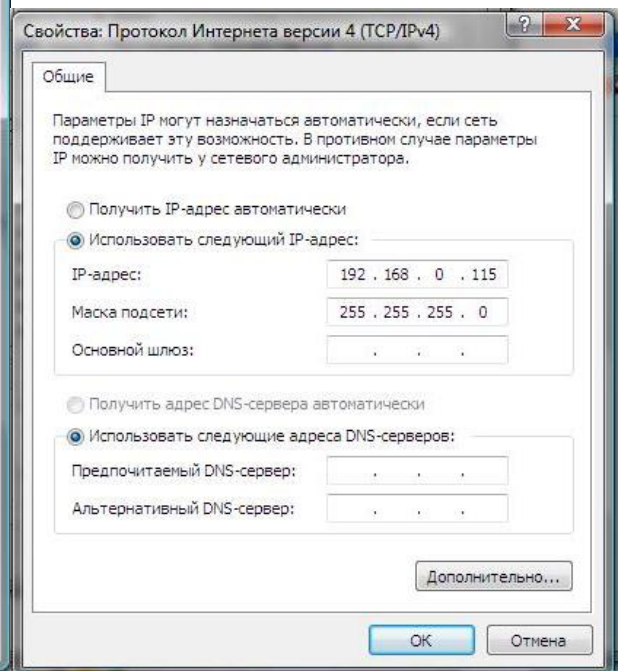 Свойства: Протокол Интернета версии 4 (TCP/IPv4)
Общие
Параметры IP могут назначаться автоматически, если сеть
поддерживает эту возможность. В противном случае параметры
IP можно получить у сетевого администратора.
Получить IP-адрес автоматически
Использовать следующий IP-адрес:
IP-адрес: 192 . 168 . 0 . 115
Маска подсети: 255 . 255 . 255 . 0
Основной шлюз: . . .
Получить адрес DNS-сервера автоматически
Использовать следующие адреса DNS-серверов:
Предпочитаемый DNS-сервер: . . .
Альтернативный DNS-сервер: . . .
Дополнительно...
OK Отмена